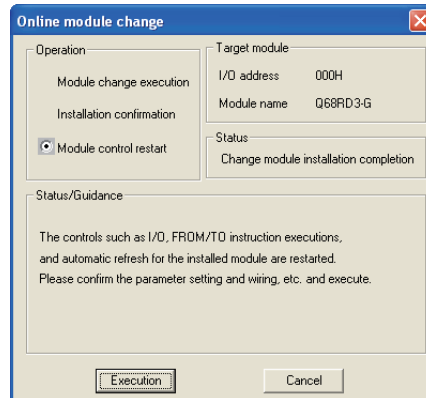 Online module change
Operation
Module change execution
Installation confirmation
Module control restart
Target module
I/O address 000H
Module name Q68RD3-G
Status
Change module installation completion
Status/Guidance
The controls such as I/O, FROM/TO instruction executions,
and automatic refresh for the installed module are restarted.
Please confirm the parameter setting and wiring, etc. and execute.
Execution Cancel